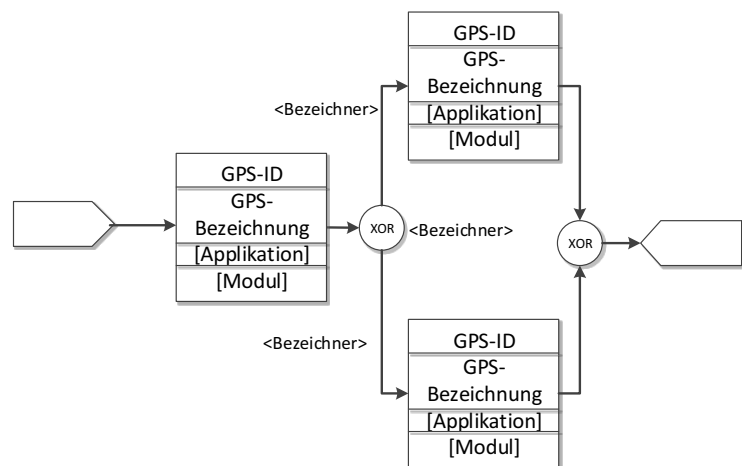 GPS-ID
GPS-
Bezeichnung
[Applikation]
[Modul]
<Bezeichner>
GPS-ID
GPS-
Bezeichnung
[Applikation]
[Modul]
XOR
<Bezeichner>
XOR
<Bezeichner>
GPS-ID
GPS-
Bezeichnung
[Applikation]
[Modul]